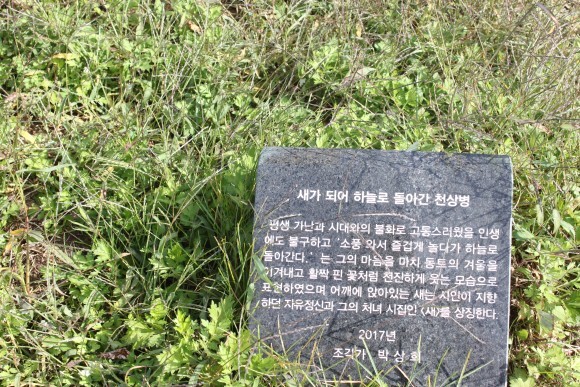 새가 되어 하늘로 돌아간 천상병
평생 가난과 시대와의 불화로 고통스러웠을 인생
에도 불구하고 '소풍 와서 즐겁게 놀다가 하늘로
돌아간다.' 는 그의 마음을 마치 동토의 겨울을
이겨내고 활짝 핀 꽃처럼 천진하게 웃는 모습으로
표현하였으며 어깨에 앉아있는 새는 시인이 지향
하던 자유정신과 그의 처녀 시집인 <새>를 상징한다.
2017년
조각가 박상희